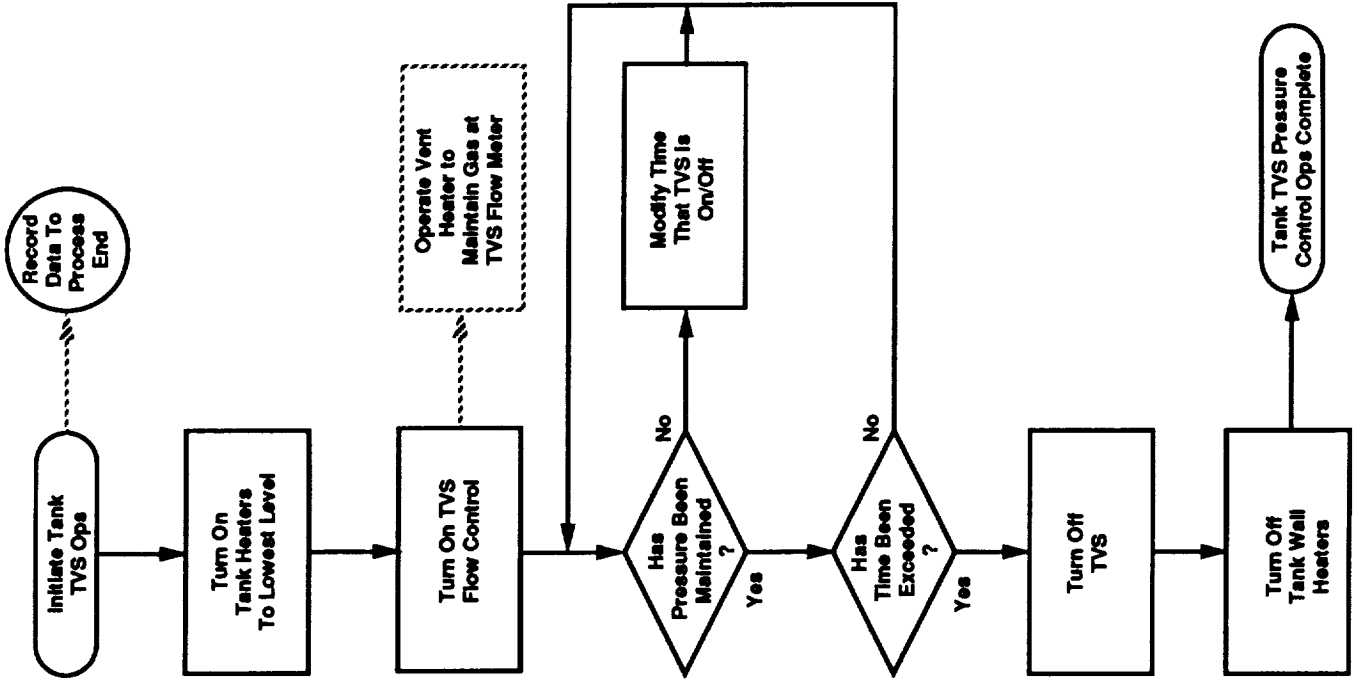 Initiate Tank
TVS Ops
Record
Data To
Process
End
Turn On
Tank Heaters
To Lowest Level
Turn On TVS
Flow Control
Operate Vent
Heater to
Maintain Gas at
TVS Flow Meter
Has
Pressure Been
Maintained
?
No
Yes
Modify Time
That TVS is
On/Off
Has
Time Been
Exceeded
?
No
Yes
Turn Off
TVS
Turn Off
Tank Wall
Heaters
Tank TVS Pressure
Control Ops Complete